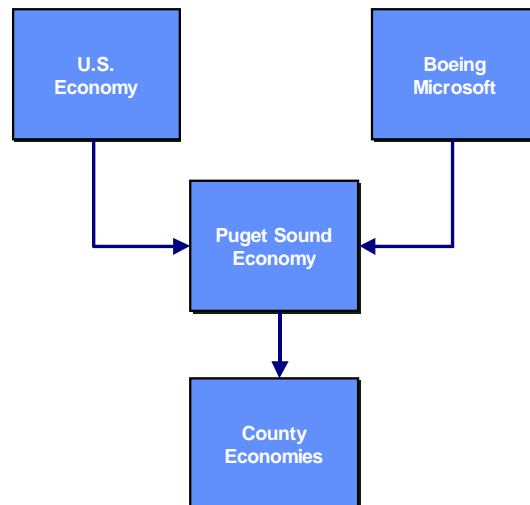 U.S.
Economy
Boeing
Microsoft
Puget Sound
Economy
County
Economies